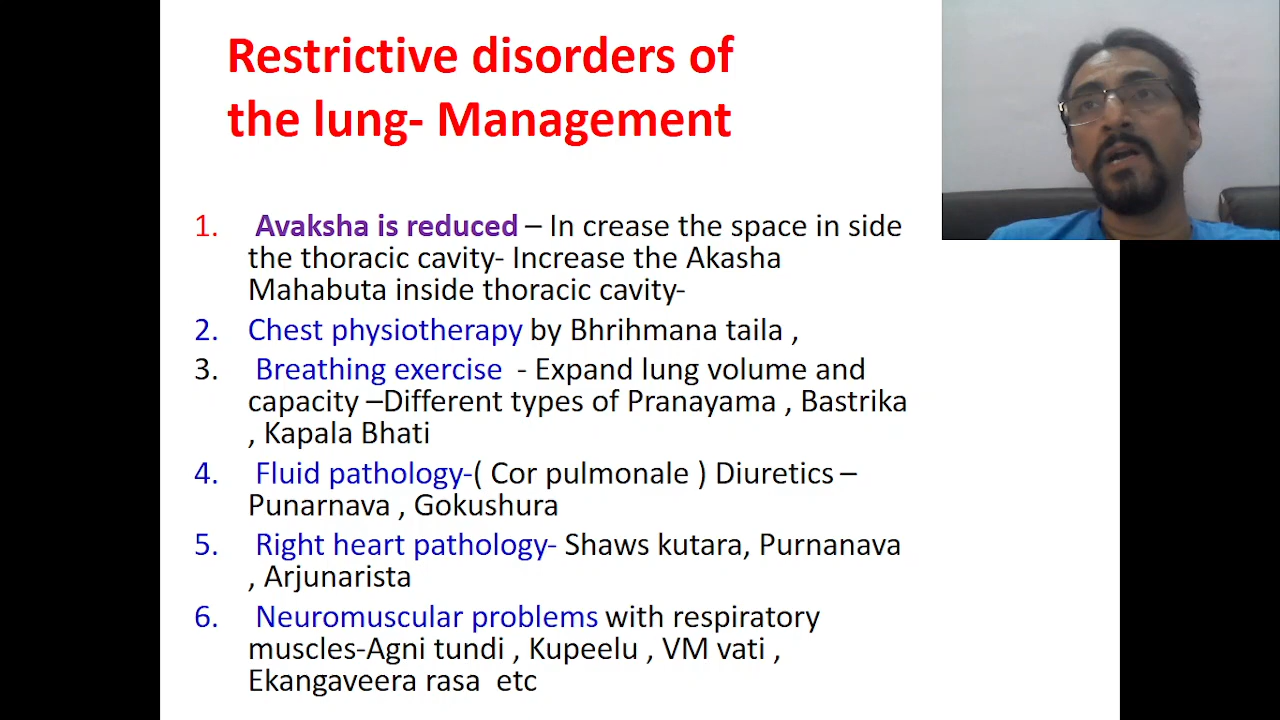 Restrictive disorders of
the lung- Management
1. Avaksha is reduced – In crease the space in side
the thoracic cavity- Increase the Akasha
Mahabuta inside thoracic cavity-
2. Chest physiotherapy by Bhrihmana taila ,
3. Breathing exercise - Expand lung volume and
capacity –Different types of Pranayama , Bastrika
, Kapala Bhati
4. Fluid pathology-( Cor pulmonale ) Diuretics –
Punarnava , Gokushura
5. Right heart pathology- Shaws kutara, Purnanava
, Arjunarista
6. Neuromuscular problems with respiratory
muscles-Agni tundi , Kupeelu , VM vati ,
Ekangaveera rasa etc